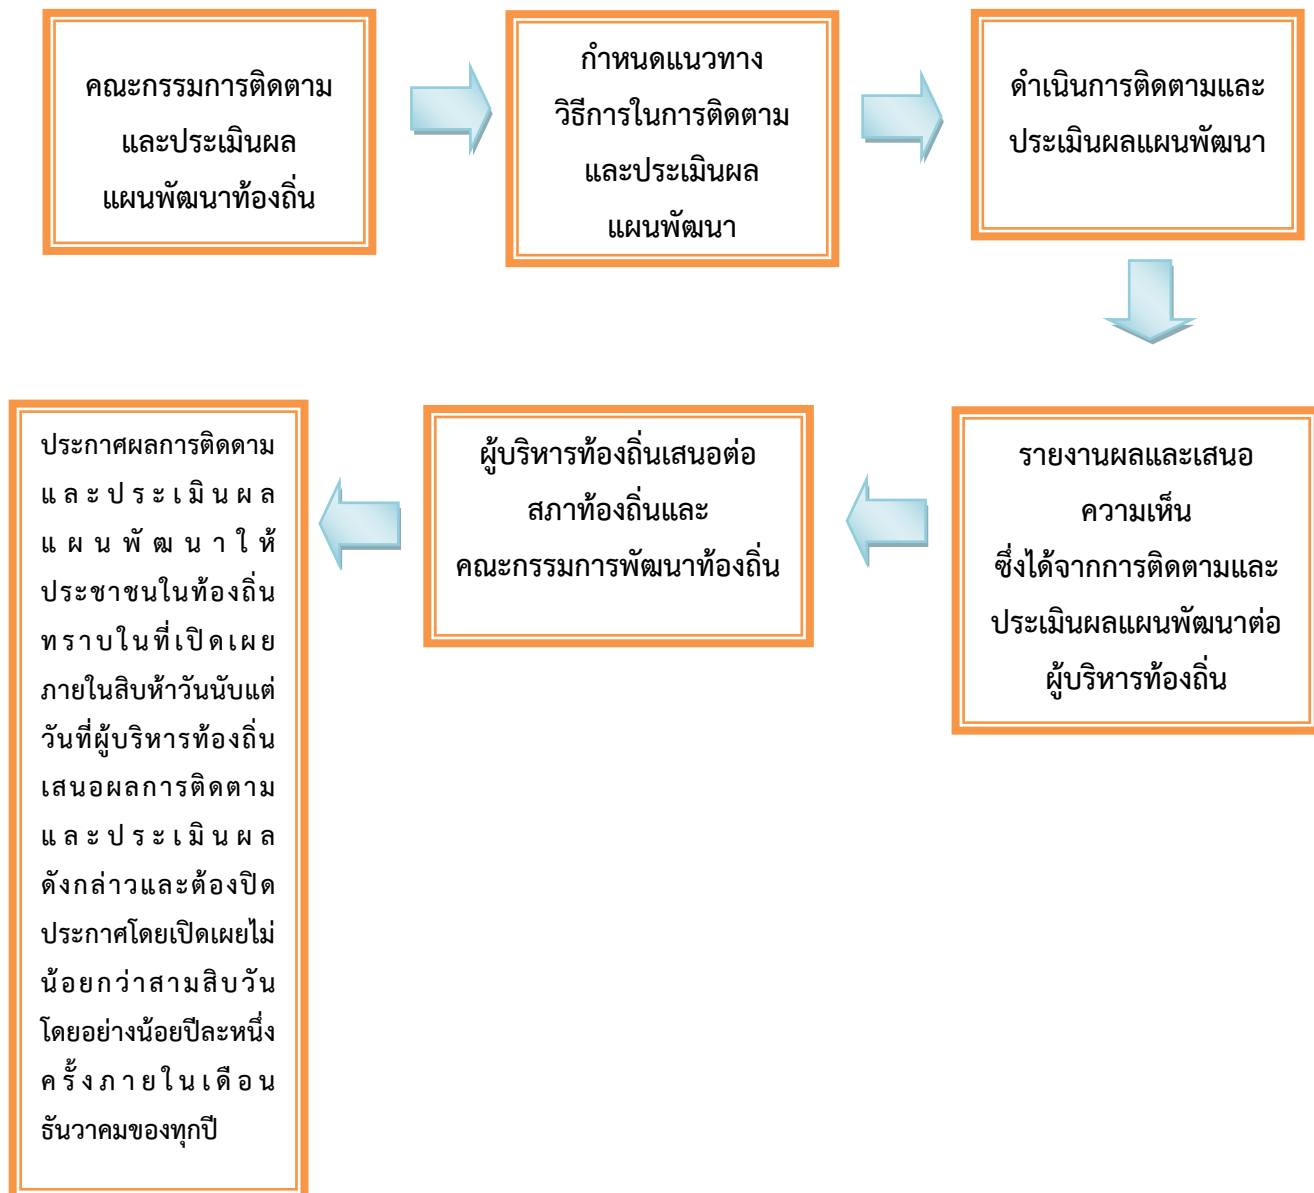 คณะกรรมการติดตาม
และประเมินผล
แผนพัฒนาท้องถิ่น
กำหนดแนวทาง
วิธีการในการติดตาม
และประเมินผล
แผนพัฒนา
ดำเนินการติดตามและ
ประเมินผลแผนพัฒนา
รายงานผลและเสนอ
ความเห็น
ซึ่งได้จากการติดตามและ
ประเมินผลแผนพัฒนาต่อ
ผู้บริหารท้องถิ่น
ผู้บริหารท้องถิ่นเสนอต่อ
สภาท้องถิ่นและ
คณะกรรมการพัฒนาท้องถิ่น
ประกาศผลการติดตาม
และประเมินผล
แผนพัฒนาให้
ประชาชนในท้องถิ่น
ทราบในที่เปิดเผย
ภายในสิบห้าวันนับแต่
วันที่ผู้บริหารท้องถิ่น
เสนอผลการติดตาม
และประเมินผล
ดังกล่าวและต้องปิด
ประกาศโดยเปิดเผยไม่
น้อยกว่าสามสิบวัน
โดยอย่างน้อยปีละหนึ่ง
ครั้งภายในเดือน
ธันวาคมของทุกปี